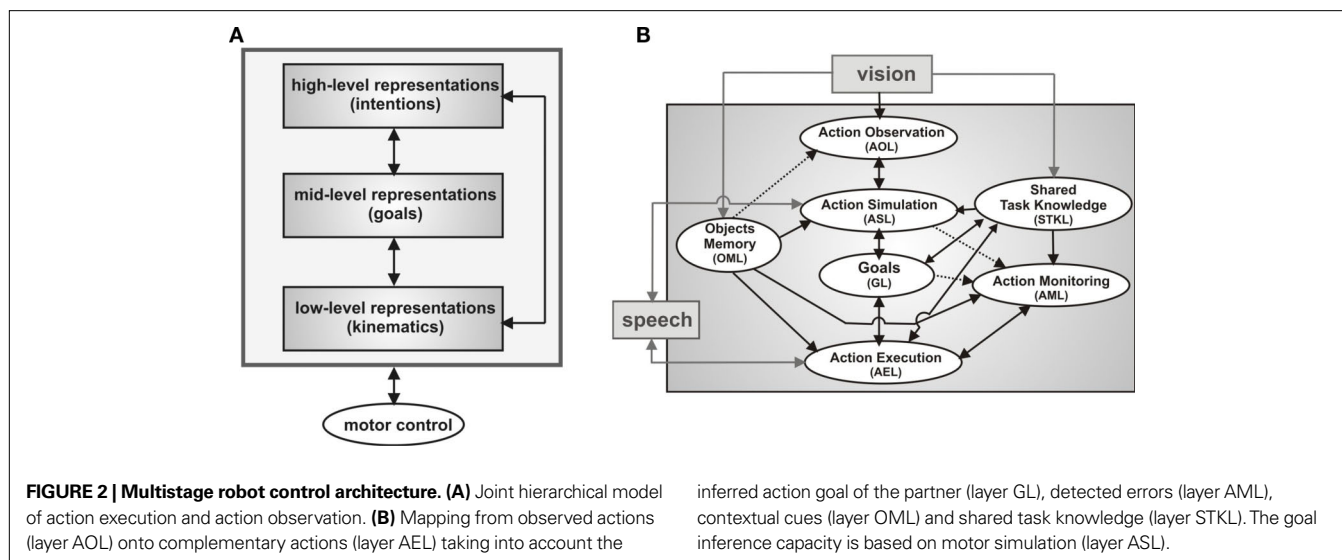 A
high-level representations
(intentions)
mid-level representations
(goals)
low-level representations
(kinematics)
motor control
B
vision
Action Observation
(AOL)
Action Simulation
(ASL)
Shared
Task Knowledge
(STKL)
Objects
Memory
(OML)
Goals
(GL)
Action Monitoring
(AML)
speech
Action Execution
(AEL)
FIGURE 2 | Multistage robot control architecture. (A) Joint hierarchical model
of action execution and action observation. (B) Mapping from observed actions
(layer AOL) onto complementary actions (layer AEL) taking into account the
inferred action goal of the partner (layer GL), detected errors (layer AML),
contextual cues (layer OML) and shared task knowledge (layer STKL). The goal
inference capacity is based on motor simulation (layer ASL).